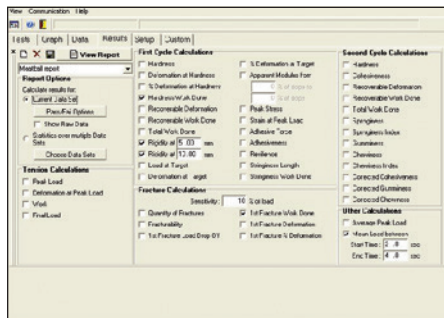 View Communication Help
Tests Graph Data Results Setup Custom
View Report
Meatball report
Report Options
Calculate results for:
Current Data Set
Pass/Fail Options
Show Raw Data
Statistics over multiple Data Sets
Choose Data Sets
Tension Calculations
Peak Load
Deformation at Peak Load
Work
Final Load
First Cycle Calculations
Hardness
Deformation at Hardness
% Deformation at Hardness
Hardness Work Done
Recoverable Deformation
Recoverable Work Done
Total Work Done
Rigidity at 5.00 mm
Rigidity at 10.00 mm
Load at Target
Deformation at Target
% Deformation at Target
Apparent Modulus from
Peak Stress
Strain at Peak Load
Adhesive Force
Adhesiveness
Resilience
Stringiness Length
Stringiness Work Done
Fracture Calculations
Sensitivity: 10 % of load
Quantity of Fractures
Fracturability
1st Fracture Load Drop Off
1st Fracture Work Done
1st Fracture Deformation
1st Fracture % Deformation
Second Cycle Calculations
Hardness
Cohesiveness
Recoverable Deformation
Recoverable Work Done
Total Work Done
Springiness
Springiness Index
Gumminess
Chewiness
Chewiness Index
Corrected Cohesiveness
Corrected Gumminess
Corrected Chewiness
Other Calculations
Average Peak Load
Mean Load between
Start Time: 2.0 sec
End Time: 4.0 sec